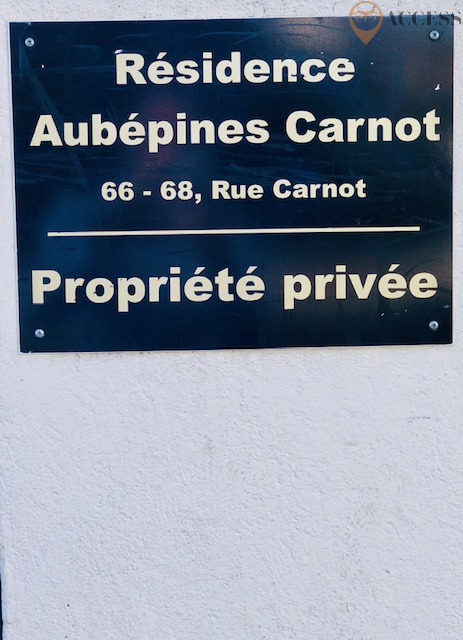 ACCESS
Résidence
Aubépines Carnot
66 - 68, Rue Carnot
Propriété privée